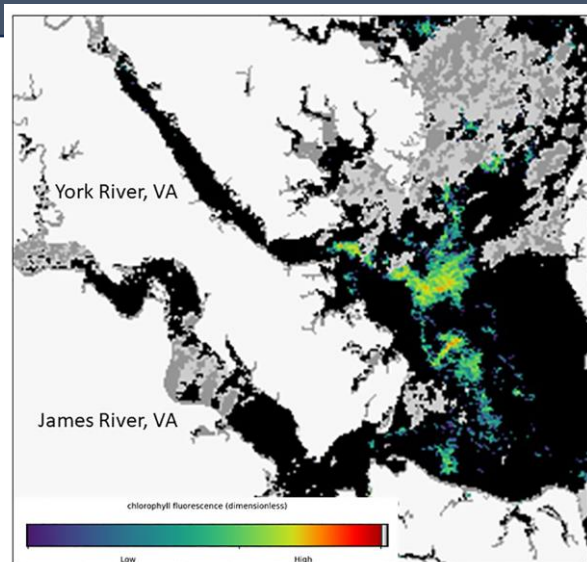 York River, VA
James River, VA
chlorophyll fluorescence (dimensionless)
Low High